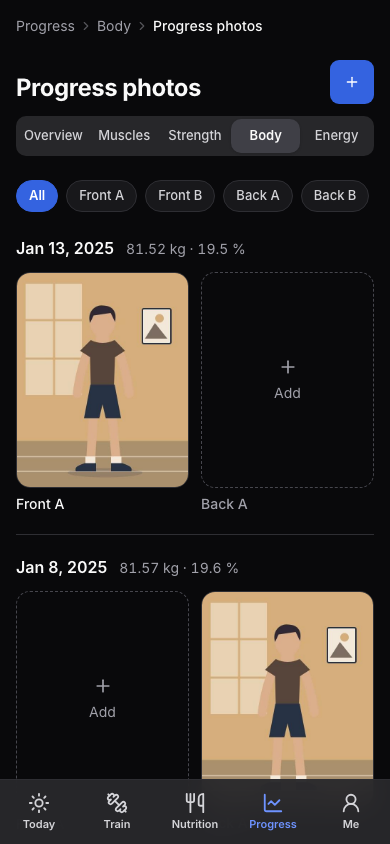 Progress > Body > Progress photos
Progress photos
Overview Muscles Strength Body Energy
All Front A Front B Back A Back B
Jan 13, 2025 81.52 kg · 19.5 %
Add
Front A Back A
Jan 8, 2025 81.57 kg · 19.6 %
Add
Today Train Nutrition Progress Me